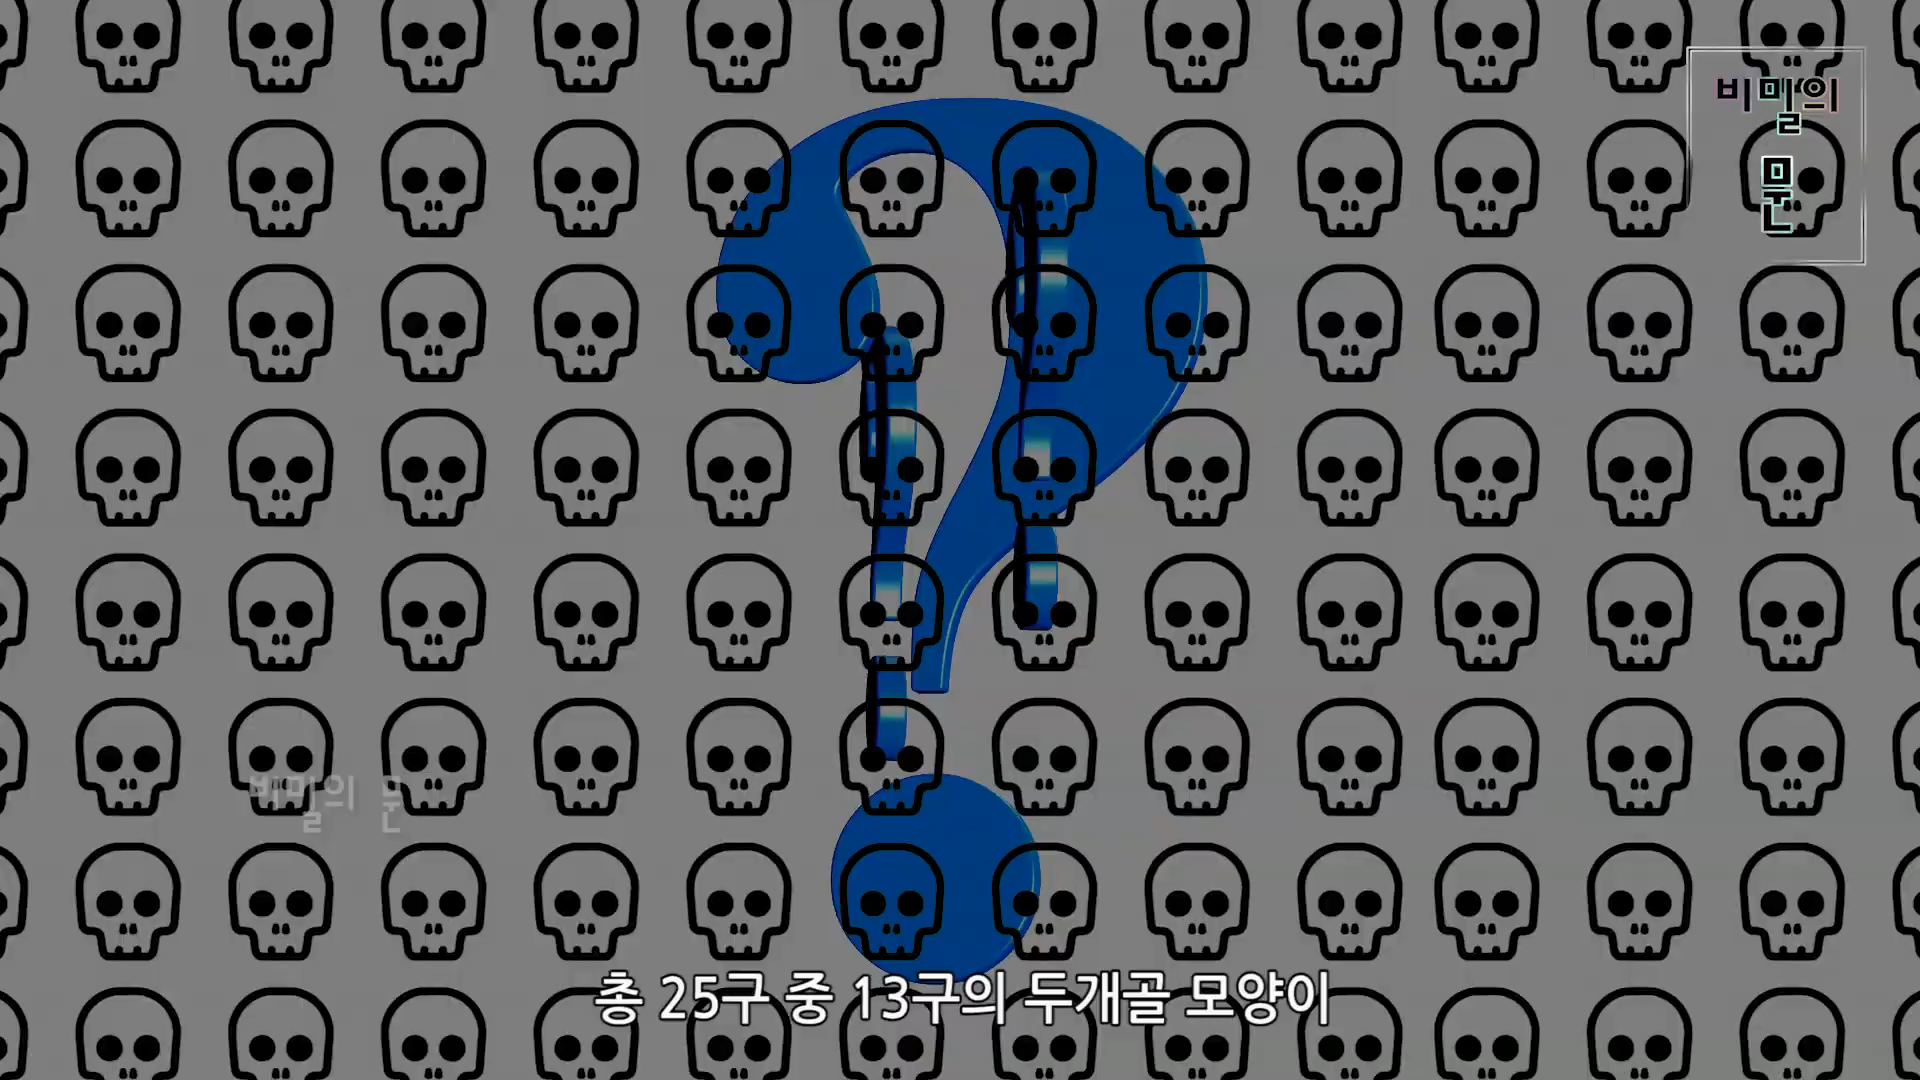 비밀의
문
비밀의 문
총 25구 중 13구의 두개골 모양이